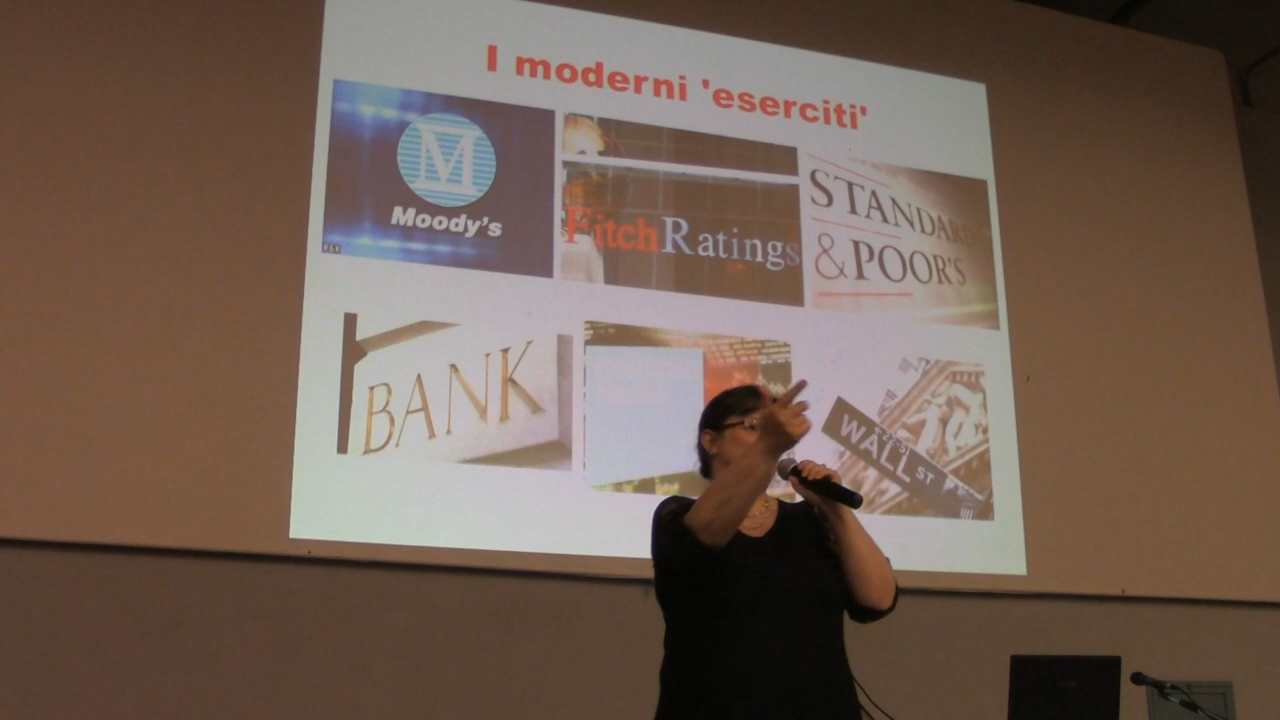 I moderni 'eserciti'
M
Moody's
FitchRatings
STANDARD
&POOR'S
BANK
WALL ST